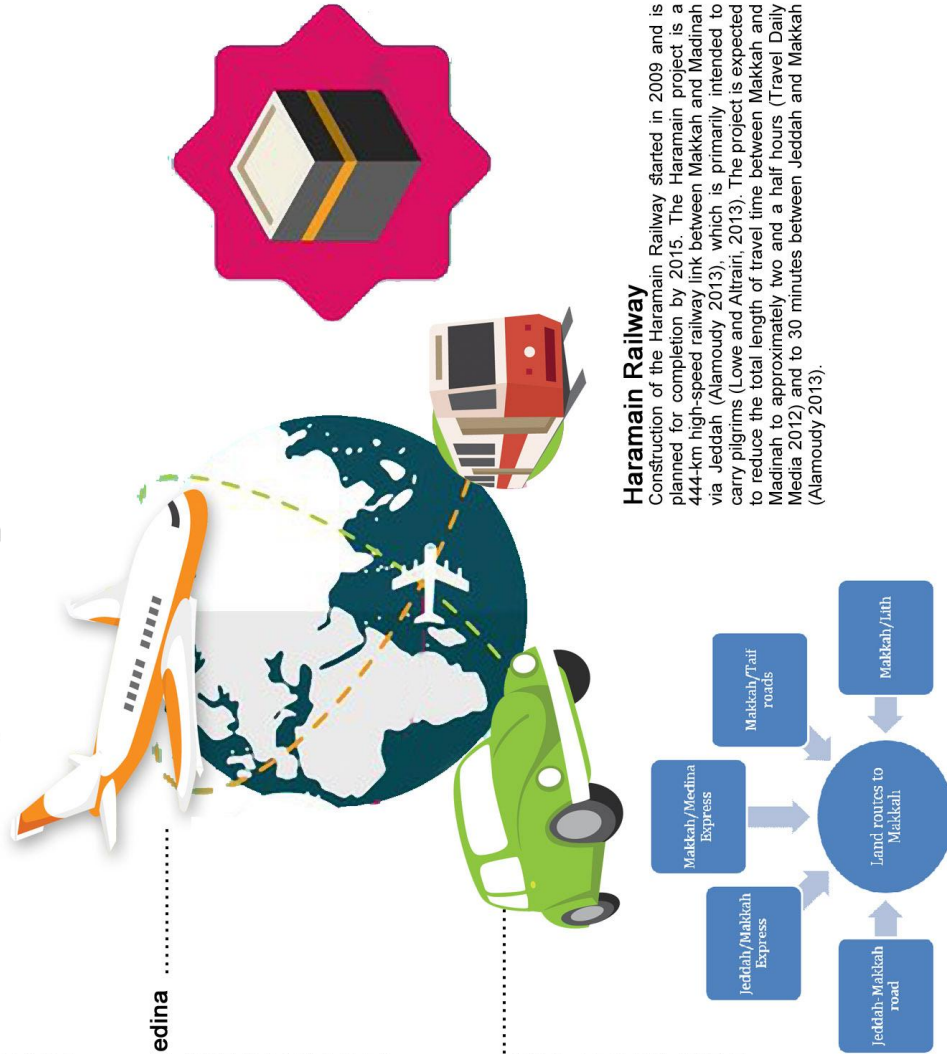 edina
Haramain Railway
Construction of the Haramain Railway started in 2009 and is
planned for completion by 2015. The Haramain project is a
444-km high-speed railway link between Makkah and Madinah
via Jeddah (Alamoudy 2013), which is primarily intended to
carry pilgrims (Lowe and Altrairi, 2013). The project is expected
to reduce the total length of travel time between Makkah and
Madinah to approximately two and a half hours (Travel Daily
Media 2012) and to 30 minutes between Jeddah and Makkah
(Alamoudy 2013).
Jeddah-Makkah
road
Jeddah/Makkah
Express
Makkah/Medina
Express
Makkah/Taif
roads
Makkah/Lith
Land routes to
Makkah